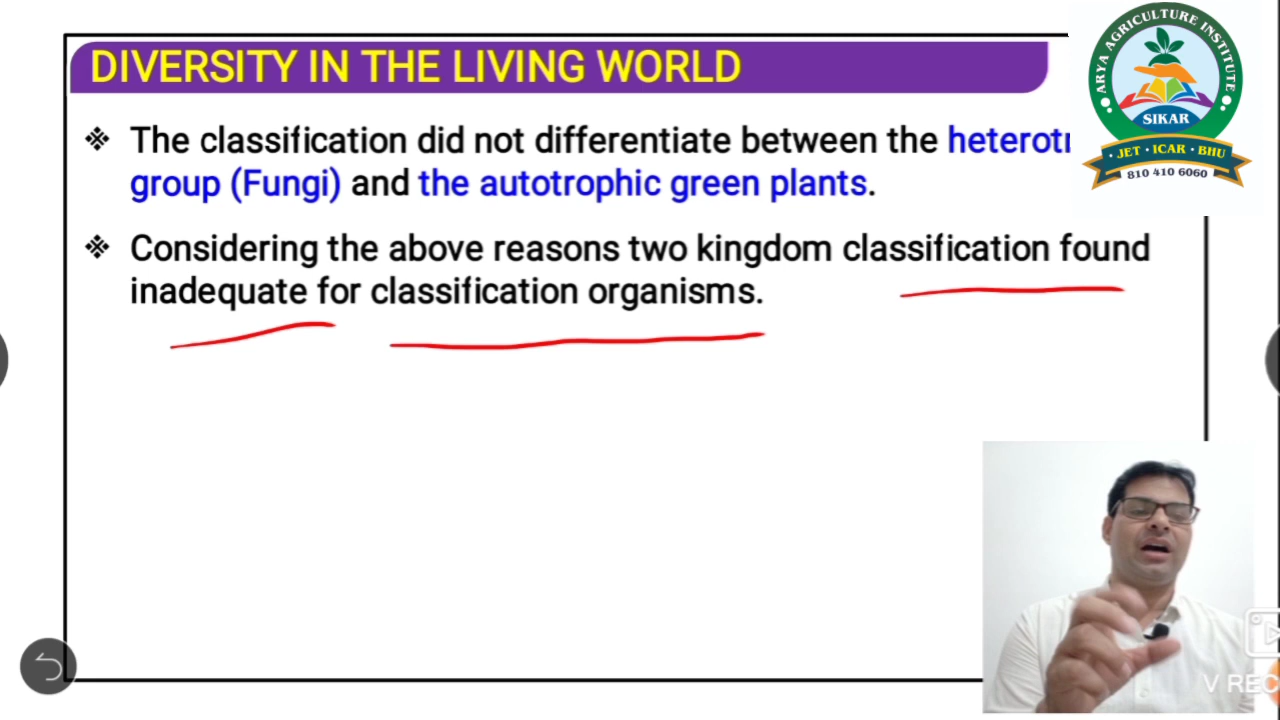 DIVERSITY IN THE LIVING WORLD
❖ The classification did not differentiate between the
group (Fungi) and the autotrophic green plants.
❖ Considering the above reasons two kingdom classification found
inadequate for classification organisms.
ARYA AGRICULTURE INSTITUTE
SIKAR
• JET • ICAR • BHU
810 410 6060
V REC